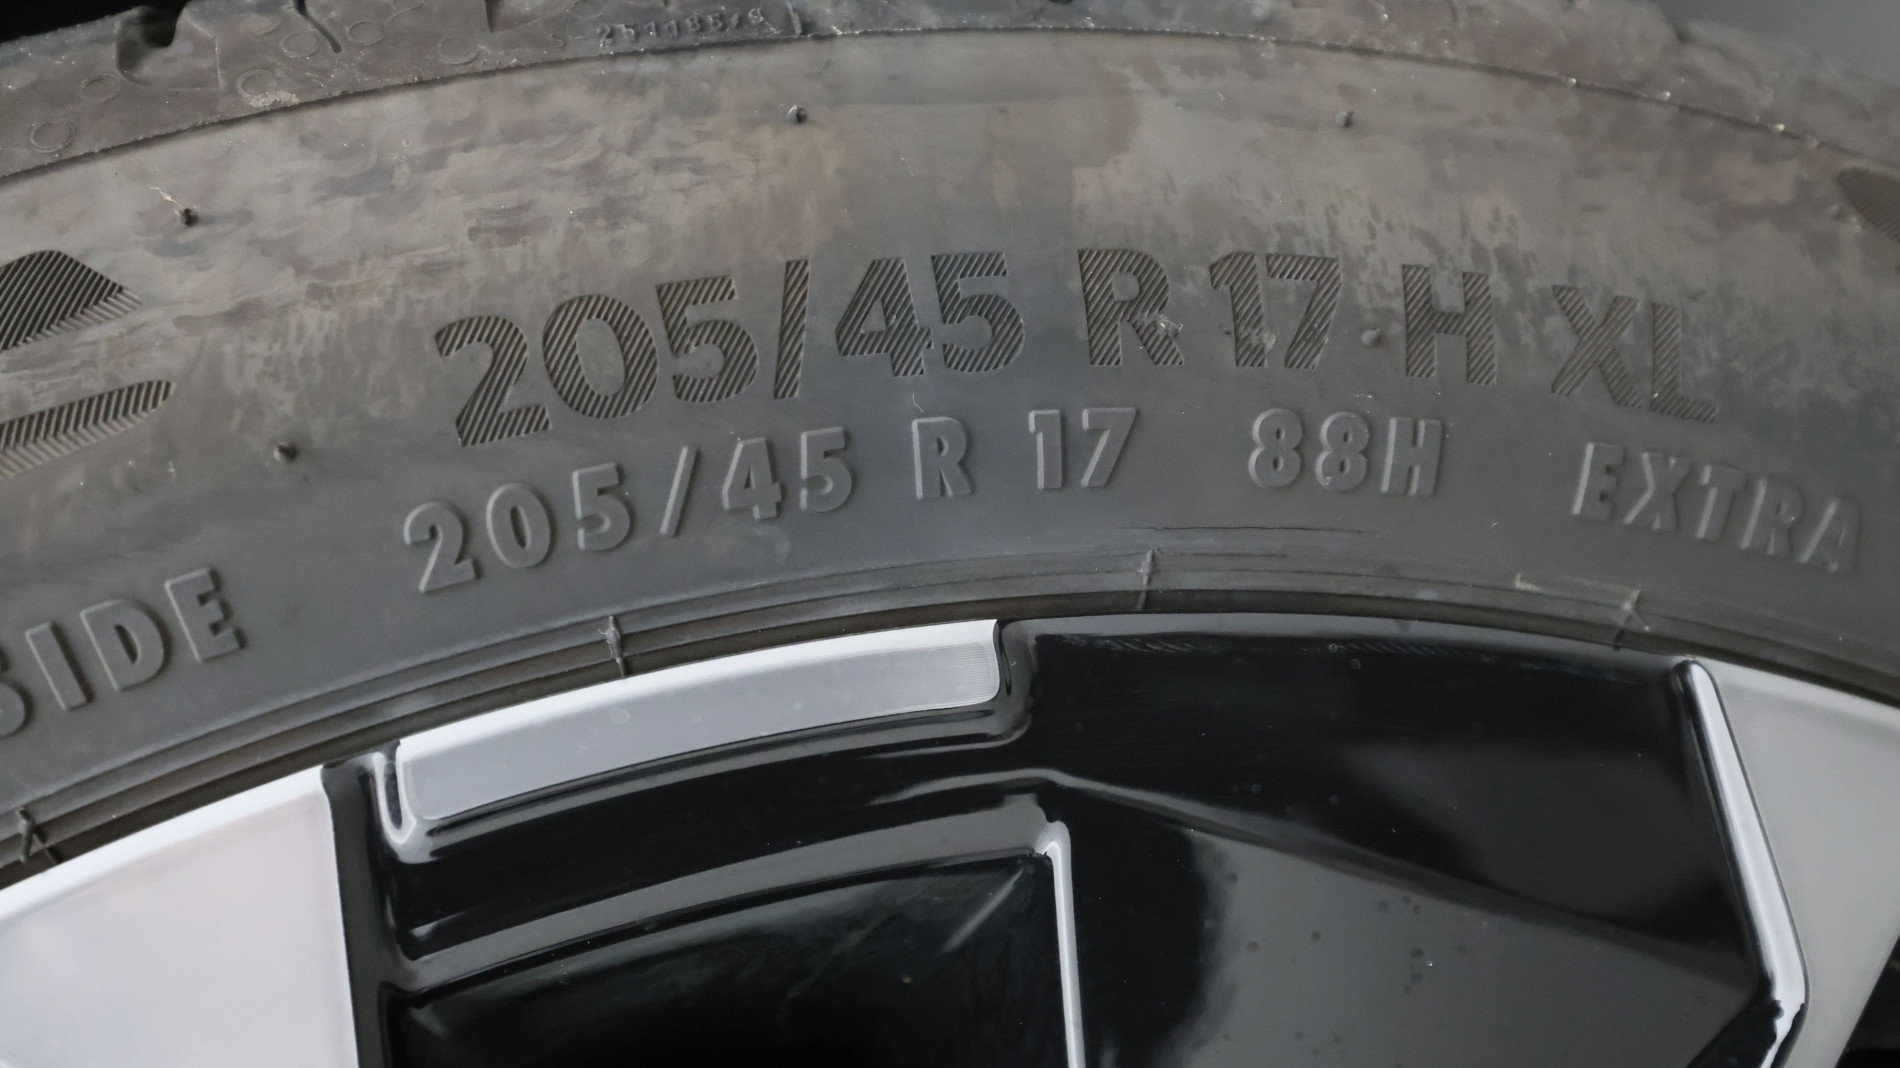 205/45 R 17 H XL
205/45 R 17 88H EXTRA
SIDE